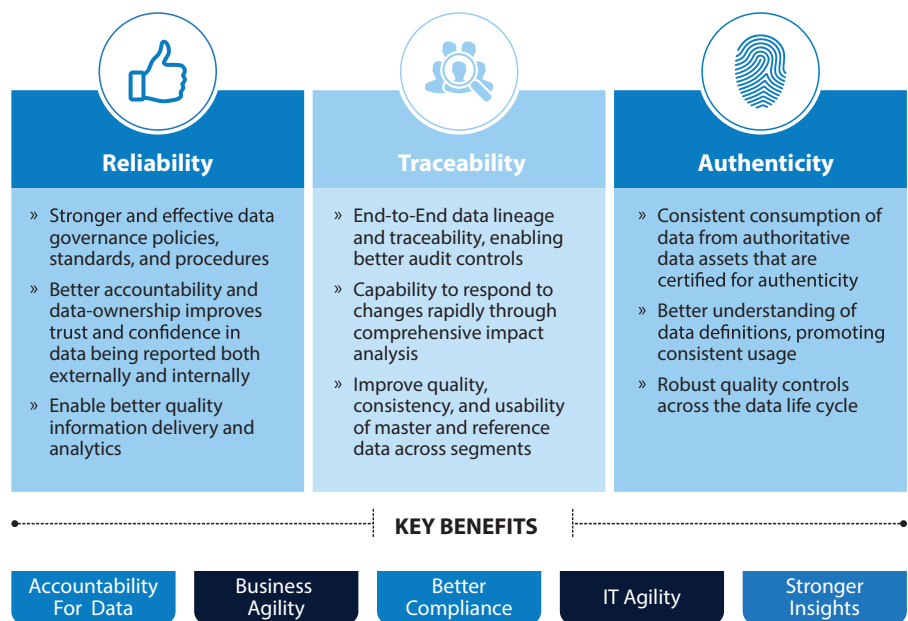 Reliability
» Stronger and effective data
governance policies,
standards, and procedures
» Better accountability and
data-ownership improves
trust and confidence in
data being reported both
externally and internally
» Enable better quality
information delivery and
analytics
Traceability
» End-to-End data lineage
and traceability, enabling
better audit controls
» Capability to respond to
changes rapidly through
comprehensive impact
analysis
» Improve quality,
consistency, and usability
of master and reference
data across segments
Authenticity
» Consistent consumption of
data from authoritative
data assets that are
certified for authenticity
» Better understanding of
data definitions, promoting
consistent usage
» Robust quality controls
across the data life cycle
KEY BENEFITS
Accountability
For Data
Business
Agility
Better
Compliance
IT Agility
Stronger
Insights